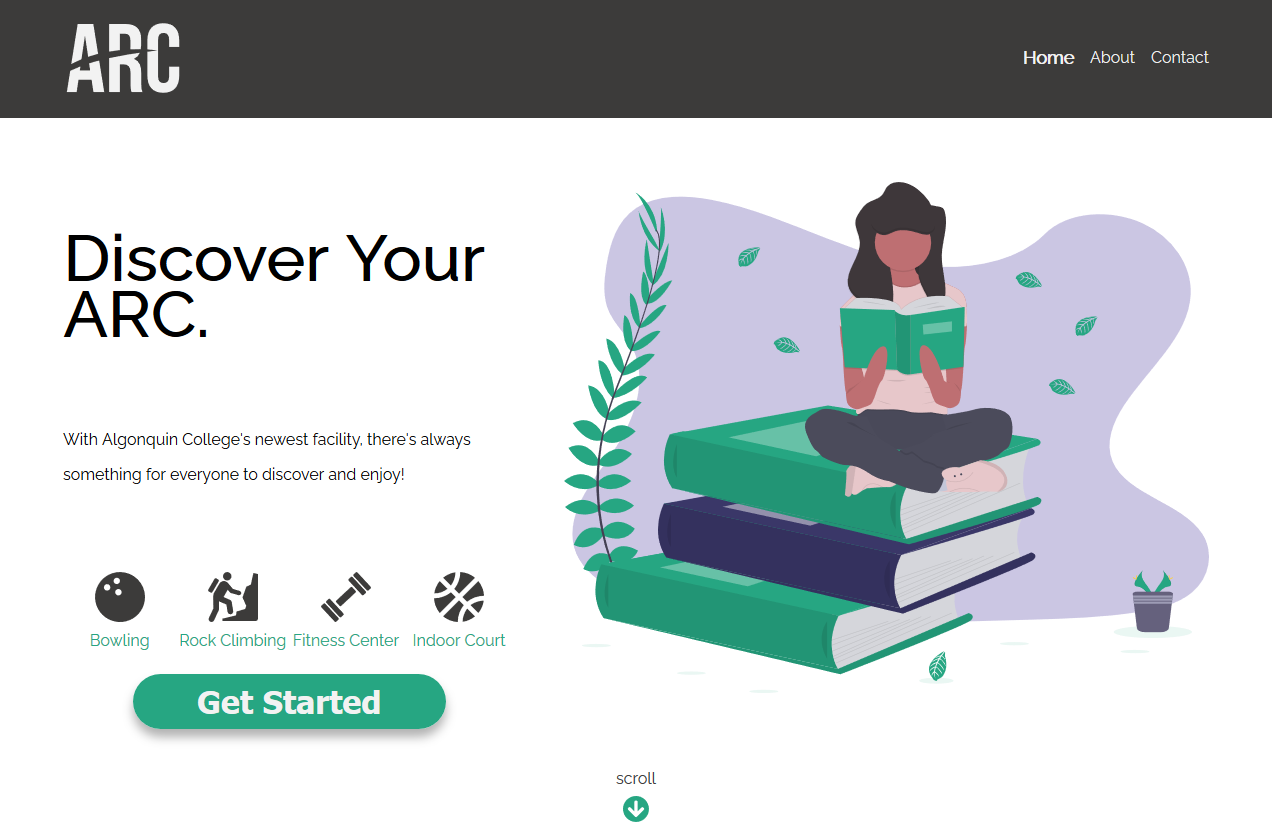 ARC
Home About Contact
Discover Your
ARC.
With Algonquin College's newest facility, there's always
something for everyone to discover and enjoy!
Bowling Rock Climbing Fitness Center Indoor Court
Get Started
scroll